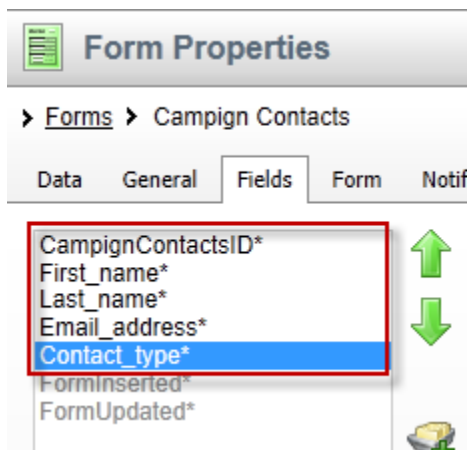 Form Properties
Forms > Campign Contacts
Data General Fields Form Notif
CampignContactsID*
First_name*
Last_name*
Email_address*
Contact_type*
FormInserted*
FormUpdated*